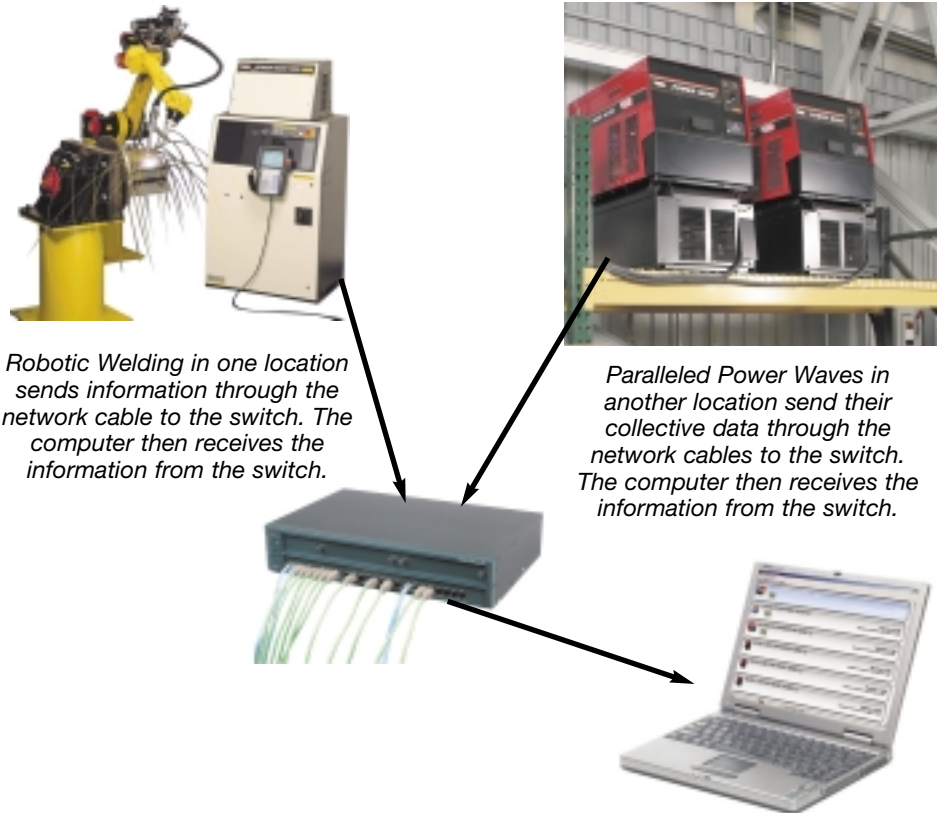 POWER WAVE
Robotic Welding in one location
sends information through the
network cable to the switch. The
computer then receives the
information from the switch.
Paralleled Power Waves in
another location send their
collective data through the
network cables to the switch.
The computer then receives the
information from the switch.